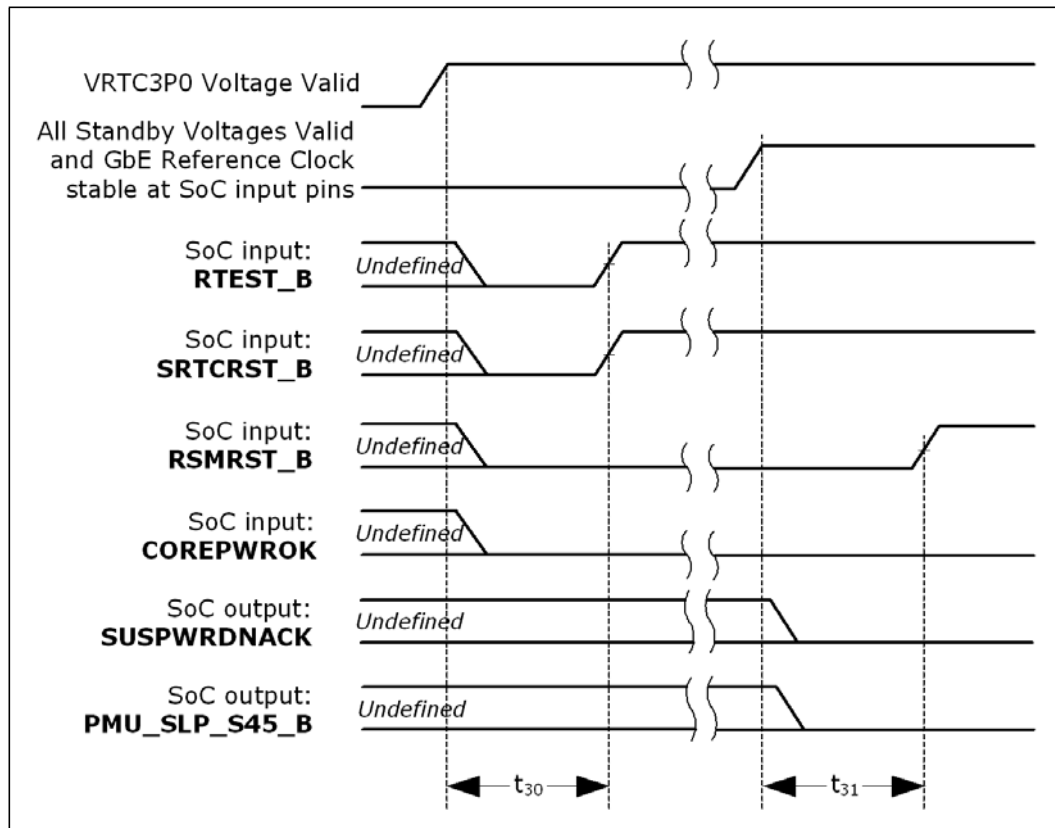 VRTC3P0 Voltage Valid
All Standby Voltages Valid
and GbE Reference Clock
stable at SoC input pins
SoC input:
RTEST_B
Undefined
SoC input:
SRTCRST_B
Undefined
SoC input:
RSMRST_B
Undefined
SoC input:
COREPWROK
Undefined
SoC output:
SUSPWRDNACK
Undefined
SoC output:
PMU_SLP_S45_B
Undefined
t30
t31